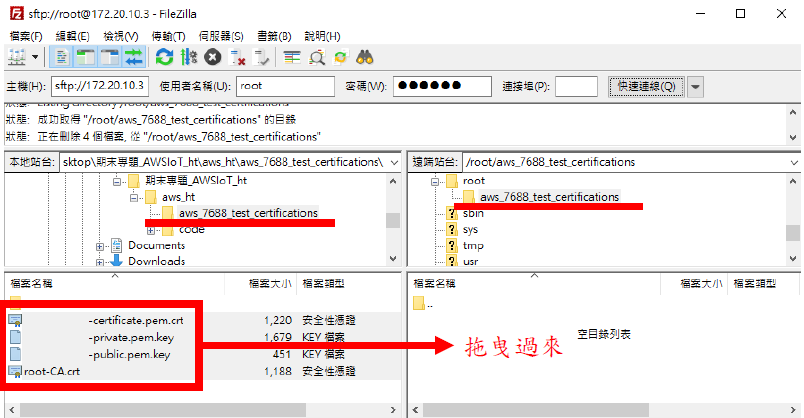 sftp://root@172.20.10.3 - FileZilla
檔案(F) 編輯(E) 檢視(V) 傳輸(T) 伺服器(S) 書籤(B) 說明(H)
主機(H): sftp://172.20.10.3 使用者名稱(U): root 密碼(W): ●●●●●● 連接埠(P): 快速連線(Q)
狀態: Listing directory /root/aws_7688_test_certifications
狀態: 成功取得 "/root/aws_7688_test_certifications" 的目錄
狀態: 正在刪除 4 個檔案, 從 "/root/aws_7688_test_certifications"
本地站台: sktop\期末專題_AWSIoT_ht\aws_ht\aws_7688_test_certifications\
期末專題_AWSIoT_ht
aws_ht
aws_7688_test_certifications
code
Documents
Downloads
遠端站台: /root/aws_7688_test_certifications
root
aws_7688_test_certifications
sbin
sys
tmp
usr
檔案名稱 檔案大小 檔案類型
-certificate.pem.crt 1,220 安全性憑證
-private.pem.key 1,679 KEY 檔案
-public.pem.key 451 KEY 檔案
root-CA.crt 1,188 安全性憑證
檔案名稱 檔案大小 檔案類型
..
空目錄列表
拖曳過來